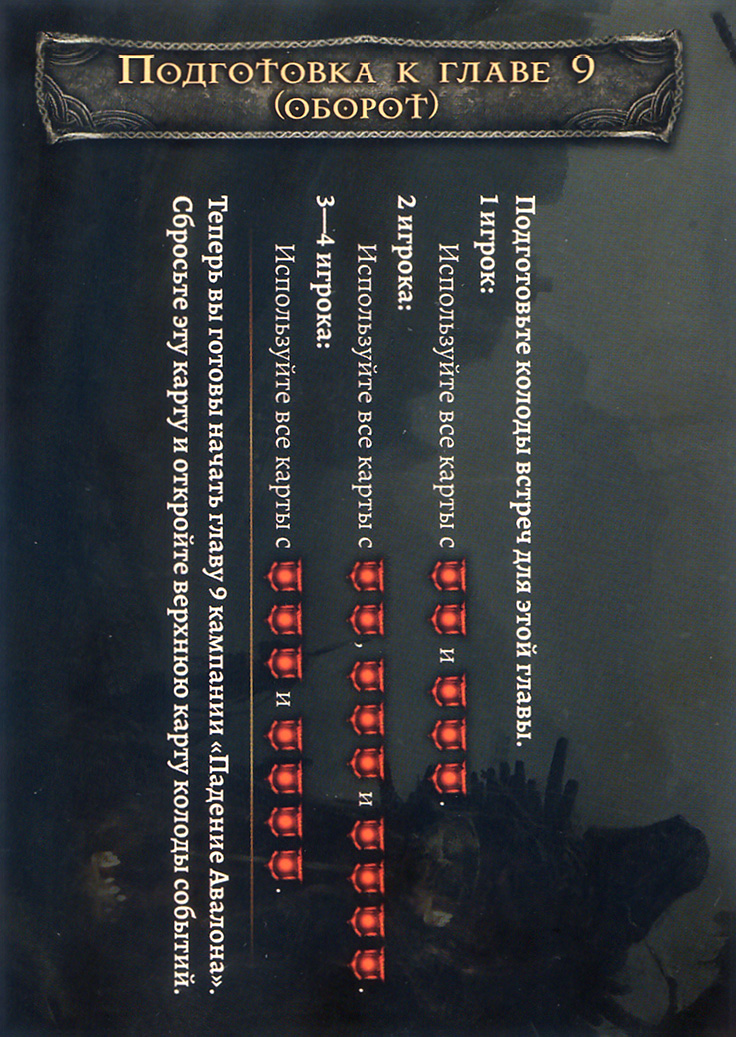 Подготовка к главе 9
(оборот)
Подготовьте колоды встреч для этой главы.
1 игрок:
Используйте все карты с и .
2 игрока:
Используйте все карты с , и .
3—4 игрока:
Используйте все карты с и .
Теперь вы готовы начать главу 9 кампании «Падение Авалона».
Сбросьте эту карту и откройте верхнюю карту колоды событий.